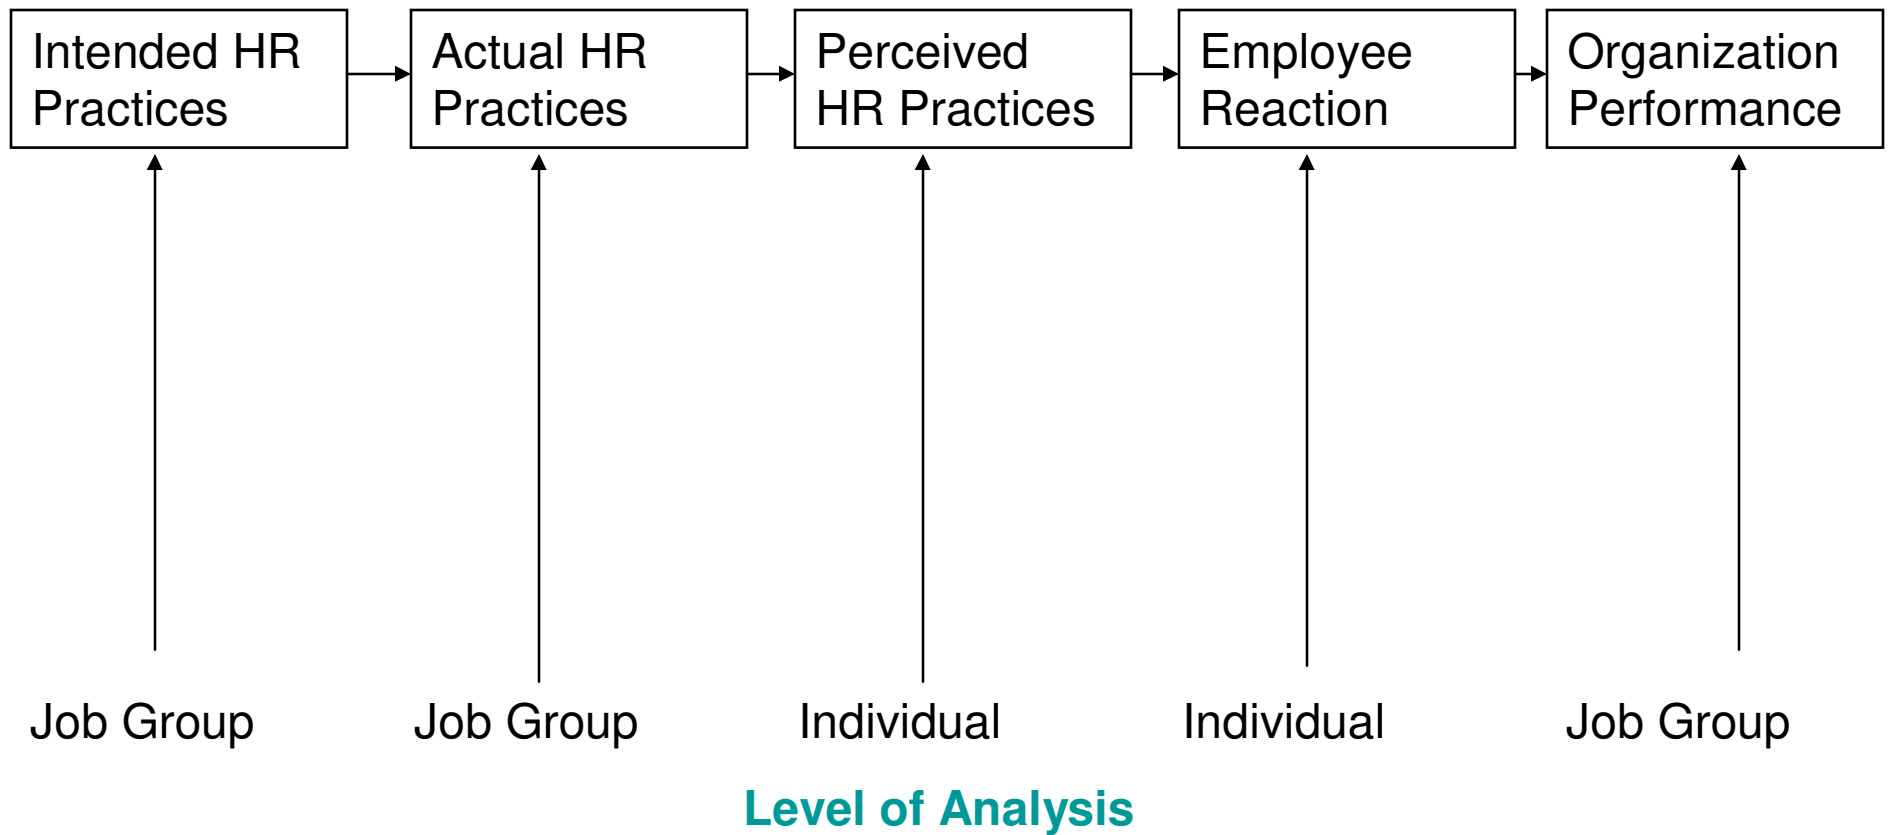 Intended HR
Practices
Actual HR
Practices
Perceived
HR Practices
Employee
Reaction
Organization
Performance
Job Group
Job Group
Individual
Individual
Job Group
Level of Analysis